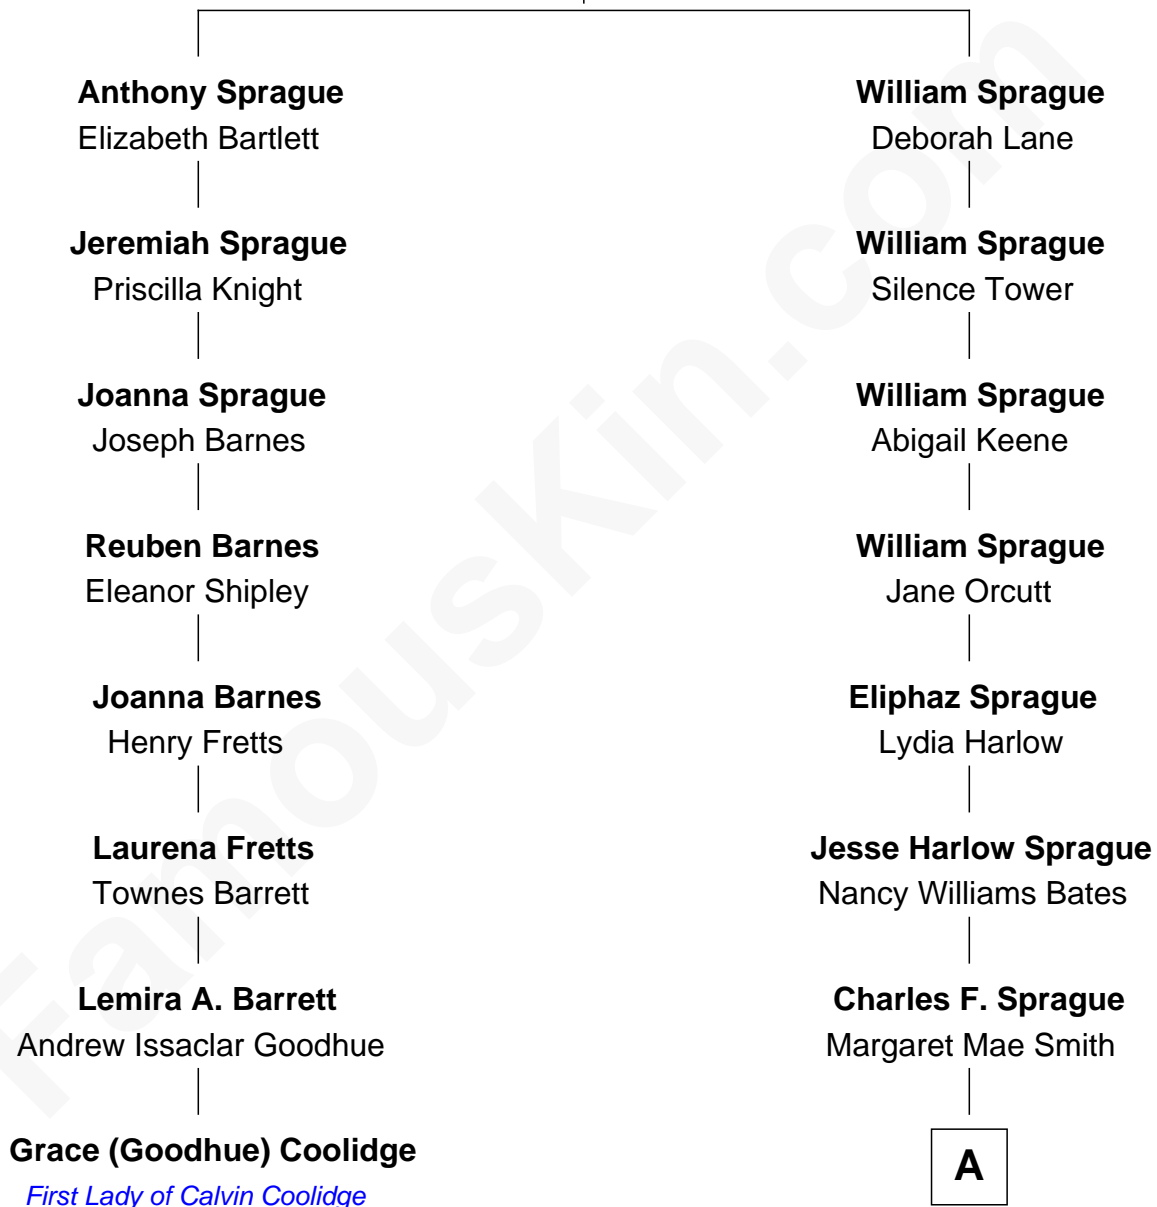 Anthony Sprague
Elizabeth Bartlett
Jeremiah Sprague
Priscilla Knight
Joanna Sprague
Joseph Barnes
Reuben Barnes
Eleanor Shipley
Joanna Barnes
Henry Fretts
Laurena Fretts
Townes Barrett
Lemira A. Barrett
Andrew Issaclar Goodhue
Grace (Goodhue) Coolidge
First Lady of Calvin Coolidge
William Sprague
Deborah Lane
William Sprague
Silence Tower
William Sprague
Abigail Keene
William Sprague
Jane Orcutt
Eliphaz Sprague
Lydia Harlow
Jesse Harlow Sprague
Nancy Williams Bates
Charles F. Sprague
Margaret Mae Smith
A
FamousKin.com